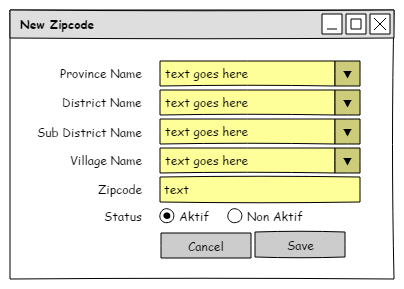 New Zipcode
Province Name text goes here
District Name text goes here
Sub District Name text goes here
Village Name text goes here
Zipcode text
Status Aktif Non Aktif
Cancel Save